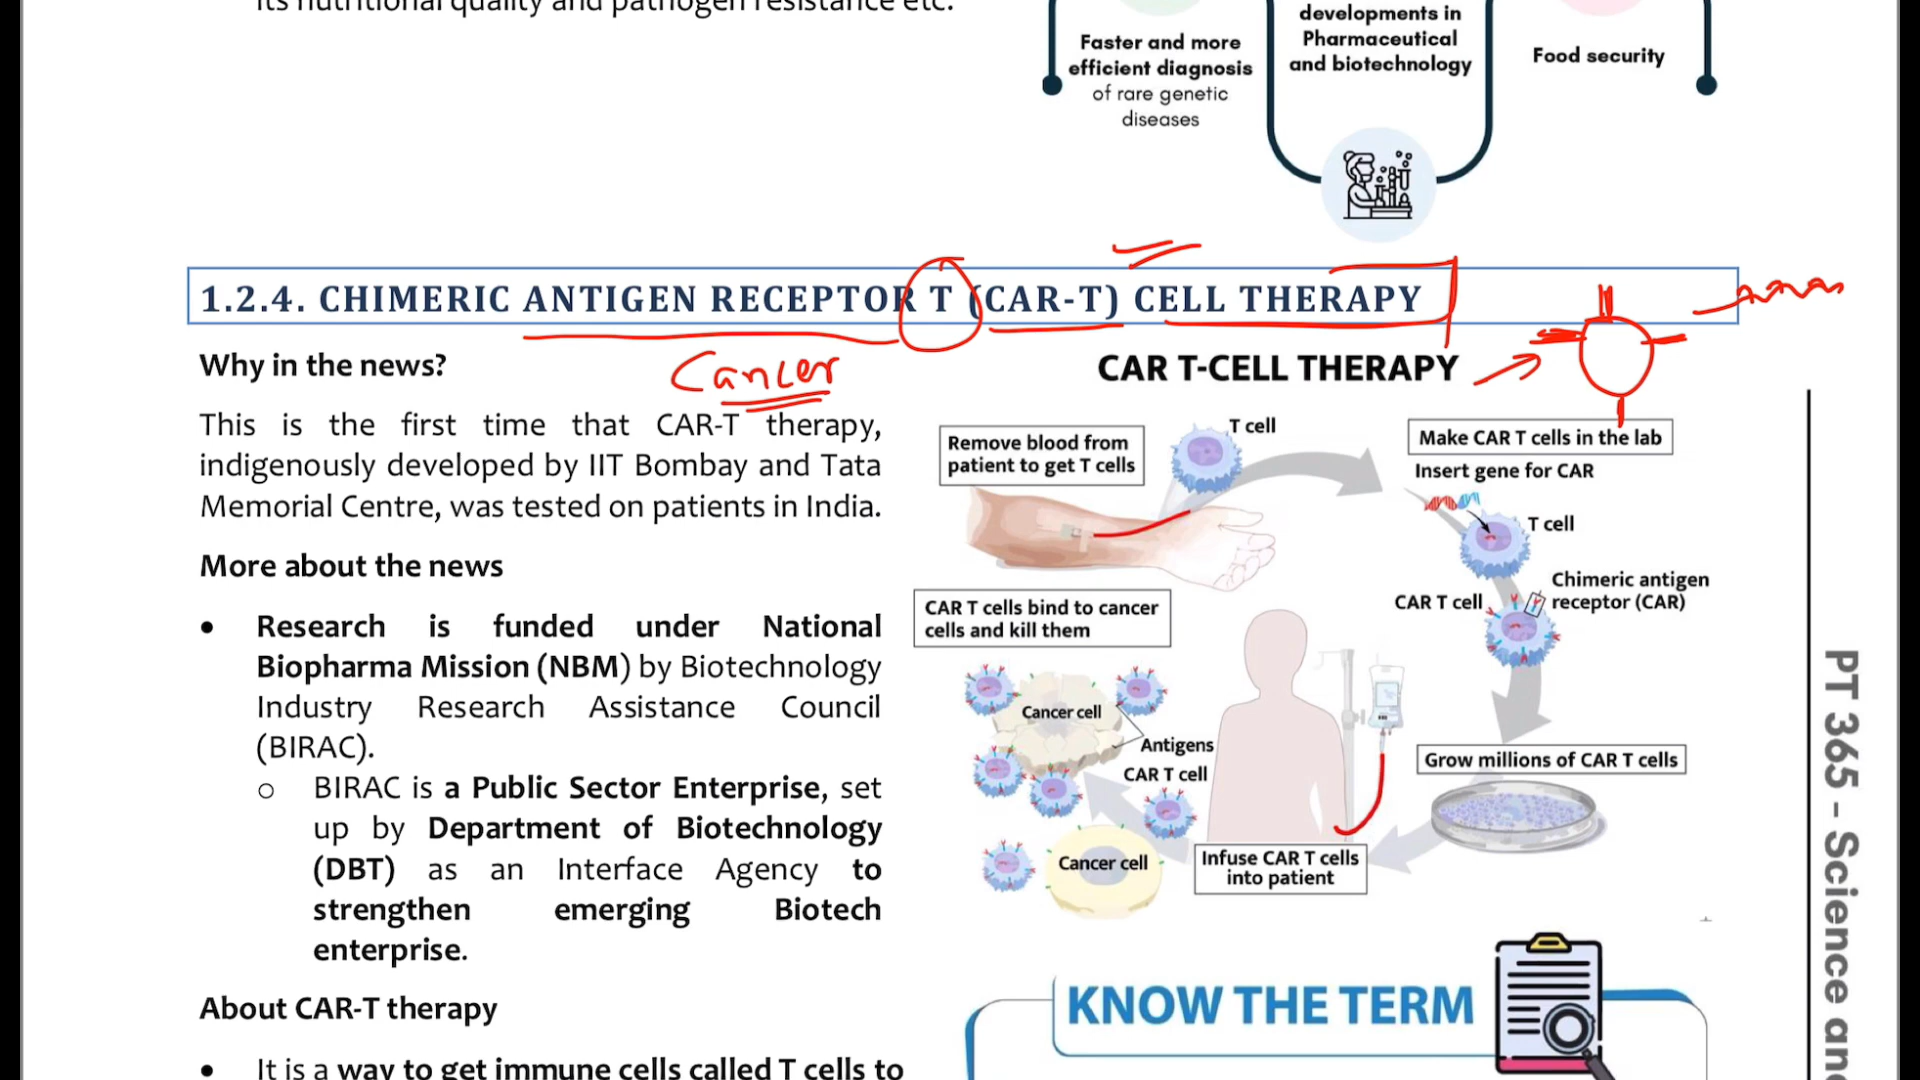 its nutritional quality and pathogen resistance etc.
Faster and more
efficient diagnosis
of rare genetic
diseases
developments in
Pharmaceutical
and biotechnology
Food security
1.2.4. CHIMERIC ANTIGEN RECEPTOR T (CAR-T) CELL THERAPY
Cancer
Why in the news?
This is the first time that CAR-T therapy,
indigenously developed by IIT Bombay and Tata
Memorial Centre, was tested on patients in India.
More about the news
• Research is funded under National
Biopharma Mission (NBM) by Biotechnology
Industry Research Assistance Council
(BIRAC).
o BIRAC is a Public Sector Enterprise, set
up by Department of Biotechnology
(DBT) as an Interface Agency to
strengthen emerging Biotech
enterprise.
About CAR-T therapy
• It is a way to get immune cells called T cells to
CAR T-CELL THERAPY
Remove blood from
patient to get T cells
T cell
Make CAR T cells in the lab
Insert gene for CAR
T cell
Chimeric antigen
receptor (CAR)
CAR T cell
CAR T cells bind to cancer
cells and kill them
Cancer cell
Antigens
CAR T cell
Grow millions of CAR T cells
Cancer cell
Infuse CAR T cells
into patient
KNOW THE TERM
PT 365 - Science and